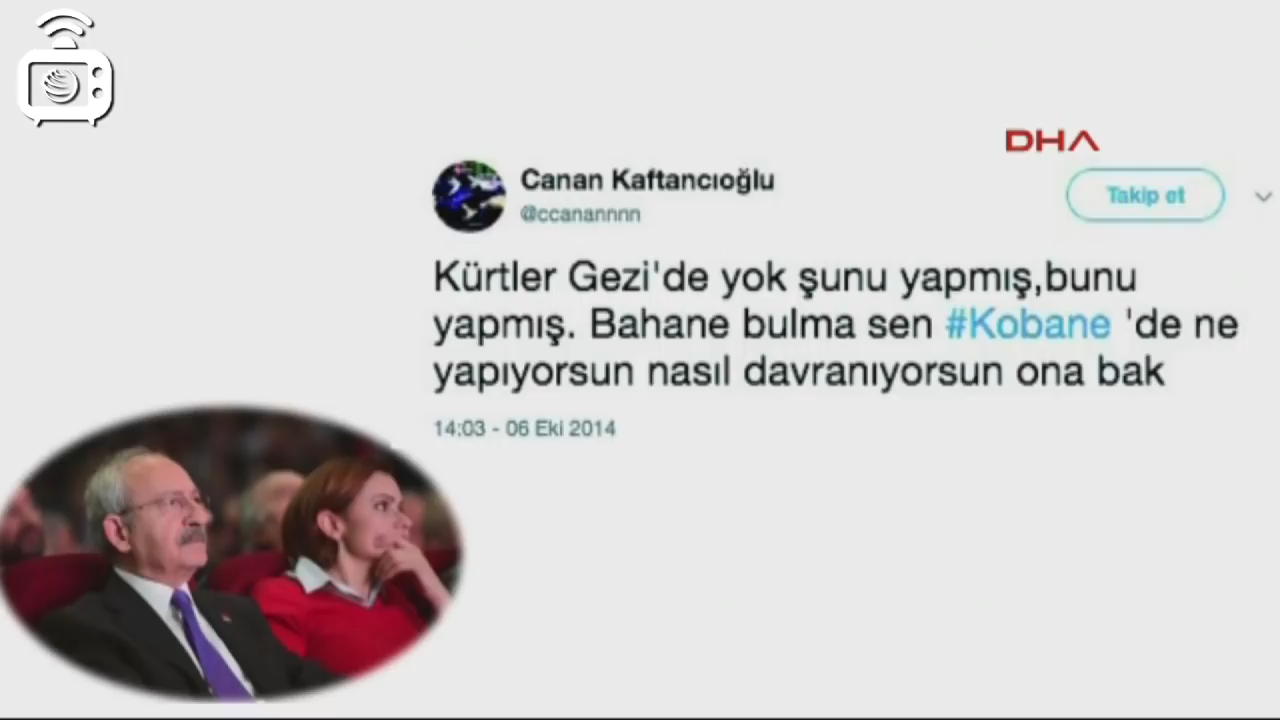 DHA
Canan Kaftancıoğlu
@ccanannnn
Takip et
Kürtler Gezi'de yok şunu yapmış,bunu
yapmış. Bahane bulma sen #Kobane 'de ne
yapıyorsun nasıl davranıyorsun ona bak
14:03 - 06 Eki 2014